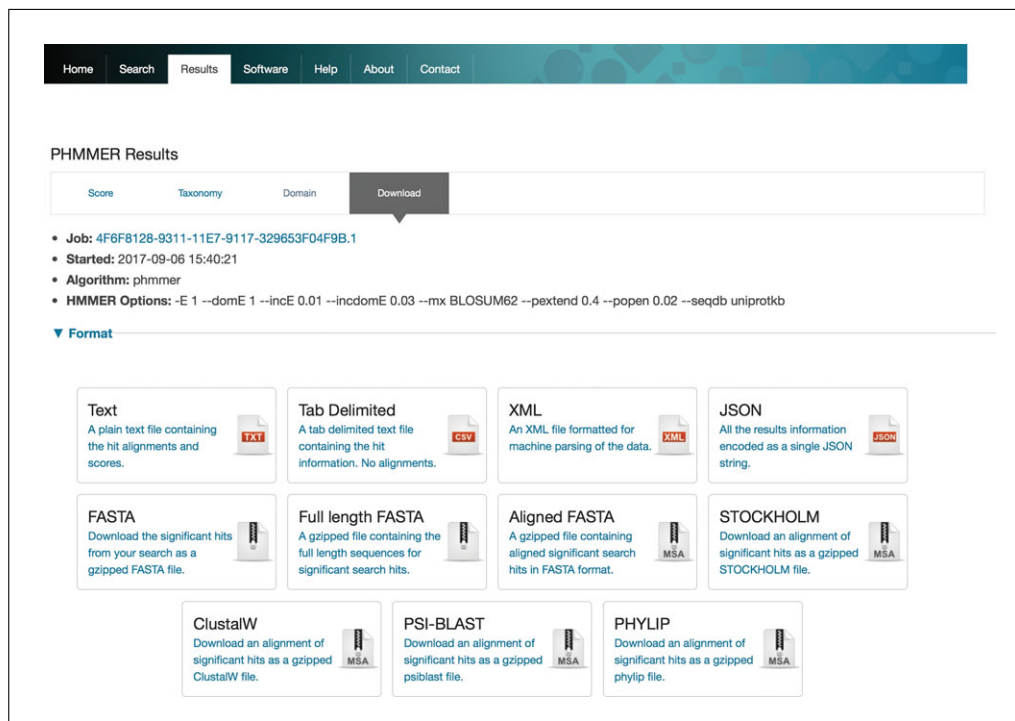 Home Search Results Software Help About Contact
PHMMER Results
Score Taxonomy Domain Download
• Job: 4F6F8128-9311-11E7-9117-329653F04F9B.1
• Started: 2017-09-06 15:40:21
• Algorithm: phmmer
• HMMER Options: -E 1 --domE 1 --incE 0.01 --incdomE 0.03 --mx BLOSUM62 --pextend 0.4 --popen 0.02 --seqdb uniprotkb
▼ Format
Text
A plain text file containing
the hit alignments and
scores.
TXT
Tab Delimited
A tab delimited text file
containing the hit
information. No alignments.
CSV
XML
An XML file formatted for
machine parsing of the data.
XML
JSON
All the results information
encoded as a single JSON
string.
JSON
FASTA
Download the significant hits
from your search as a
gzipped FASTA file.
Full length FASTA
A gzipped file containing the
full length sequences for
significant search hits.
Aligned FASTA
A gzipped file containing
aligned significant search
hits in FASTA format.
MSA
STOCKHOLM
Download an alignment of
significant hits as a gzipped
STOCKHOLM file.
MSA
ClustalW
Download an alignment of
significant hits as a gzipped
ClustalW file.
MSA
PSI-BLAST
Download an alignment of
significant hits as a gzipped
psiblast file.
MSA
PHYLIP
Download an alignment of
significant hits as a gzipped
phylip file.
MSA